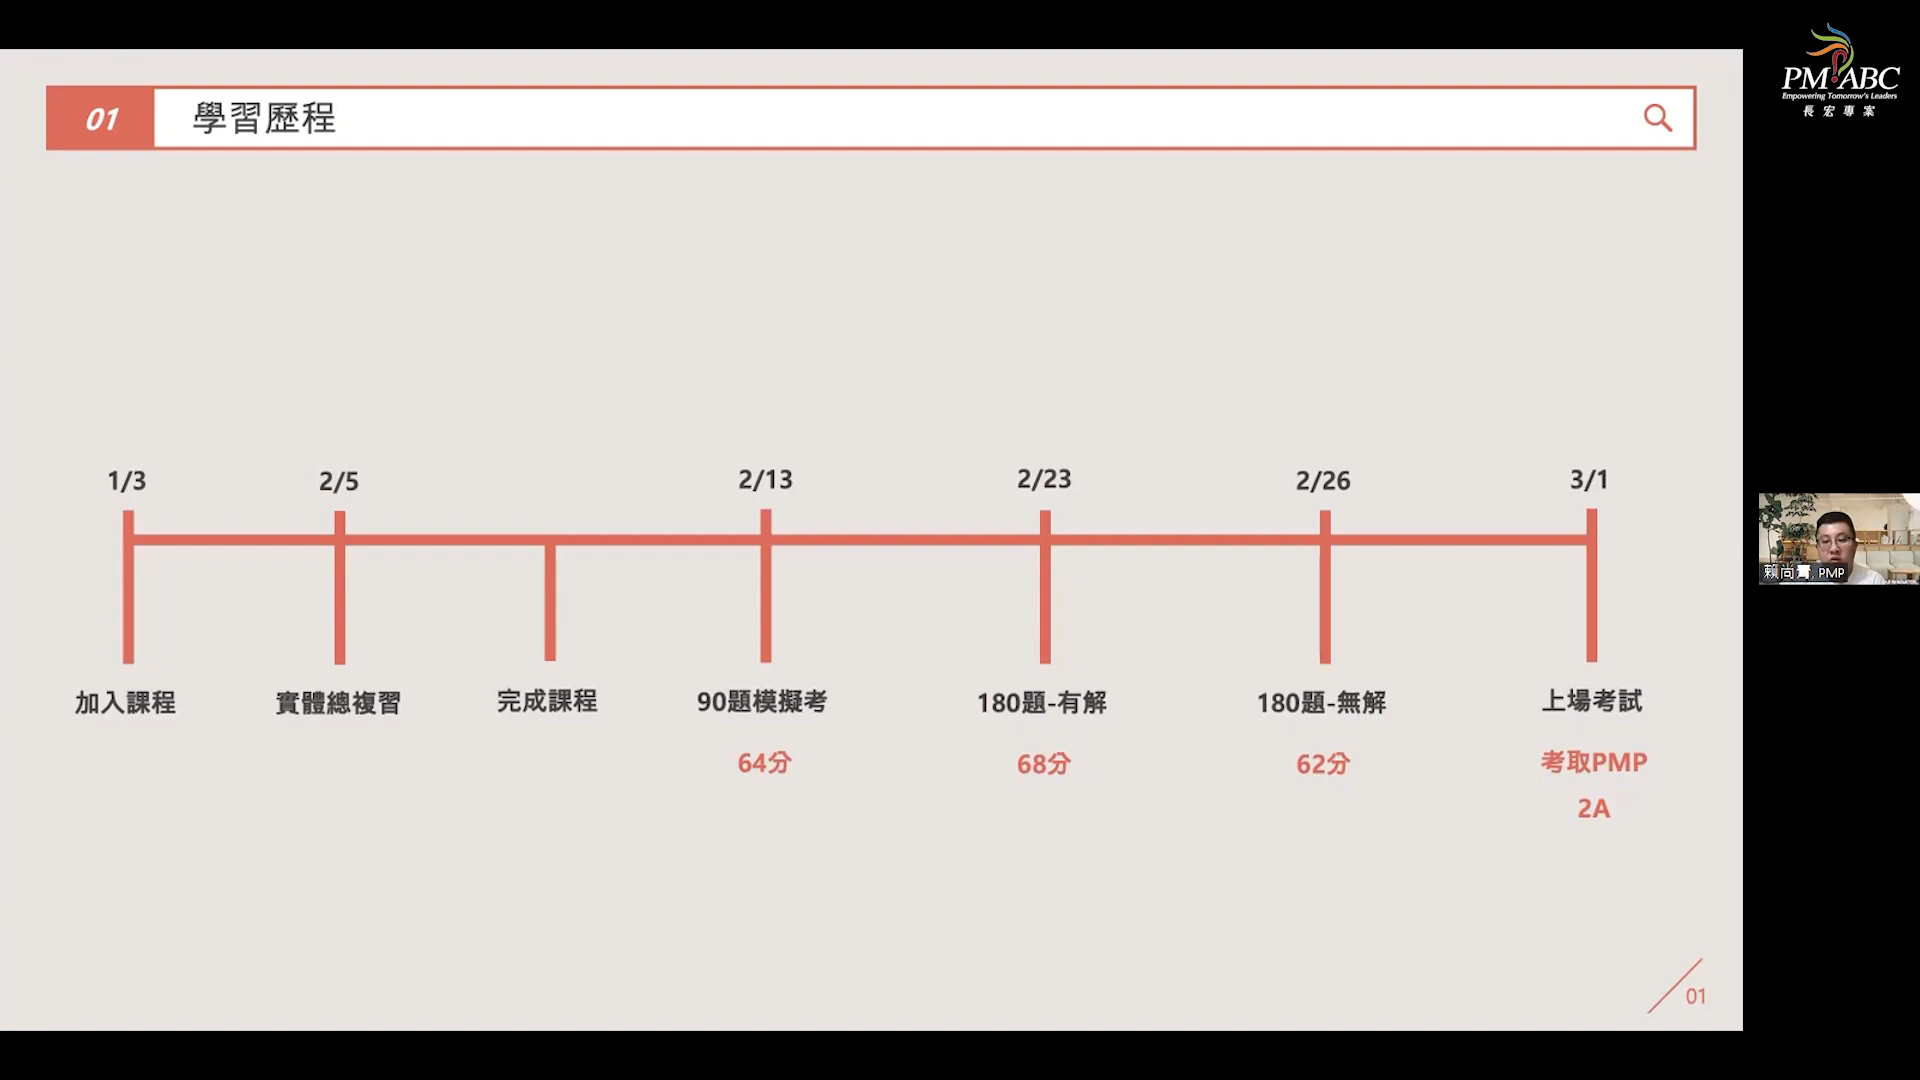 01
學習歷程
1/3
2/5
2/13
2/23
2/26
3/1
加入課程
實體總複習
完成課程
90題模擬考
180題-有解
180題-無解
上場考試
64分
68分
62分
考取PMP
2A
01
PM ABC
Empowering Tomorrow's Leaders
長宏專案
賴尚霄, PMP